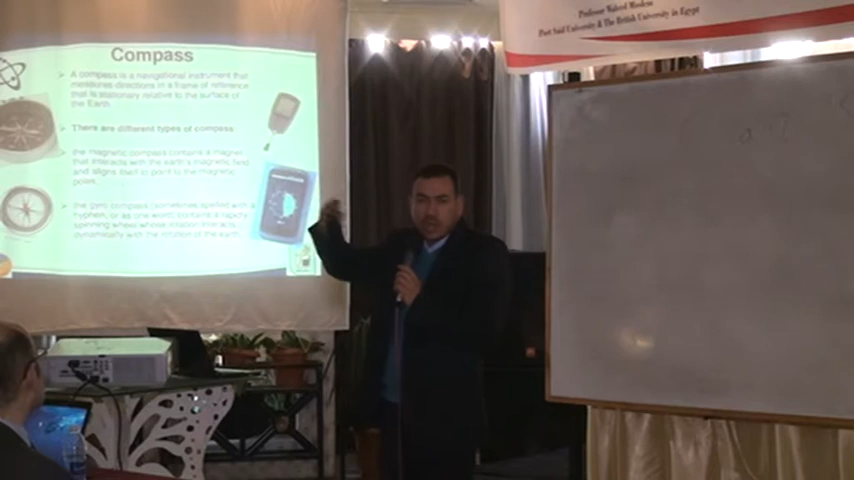 Compass
A compass is a navigational instrument that
measures directions in a frame of reference
that is stationary relative to the surface of
the Earth.
There are different types of compass
the magnetic compass contains a magnet
that interacts with the earth's magnetic field
and aligns itself to point to the magnetic
poles.
the gyro compass (sometimes spelled with a
hyphen, or as one word) contains a rapidly
spinning wheel whose rotation interacts
dynamically with the rotation of the earth.
Professor Waleed
Port Said University & The British University in Egypt